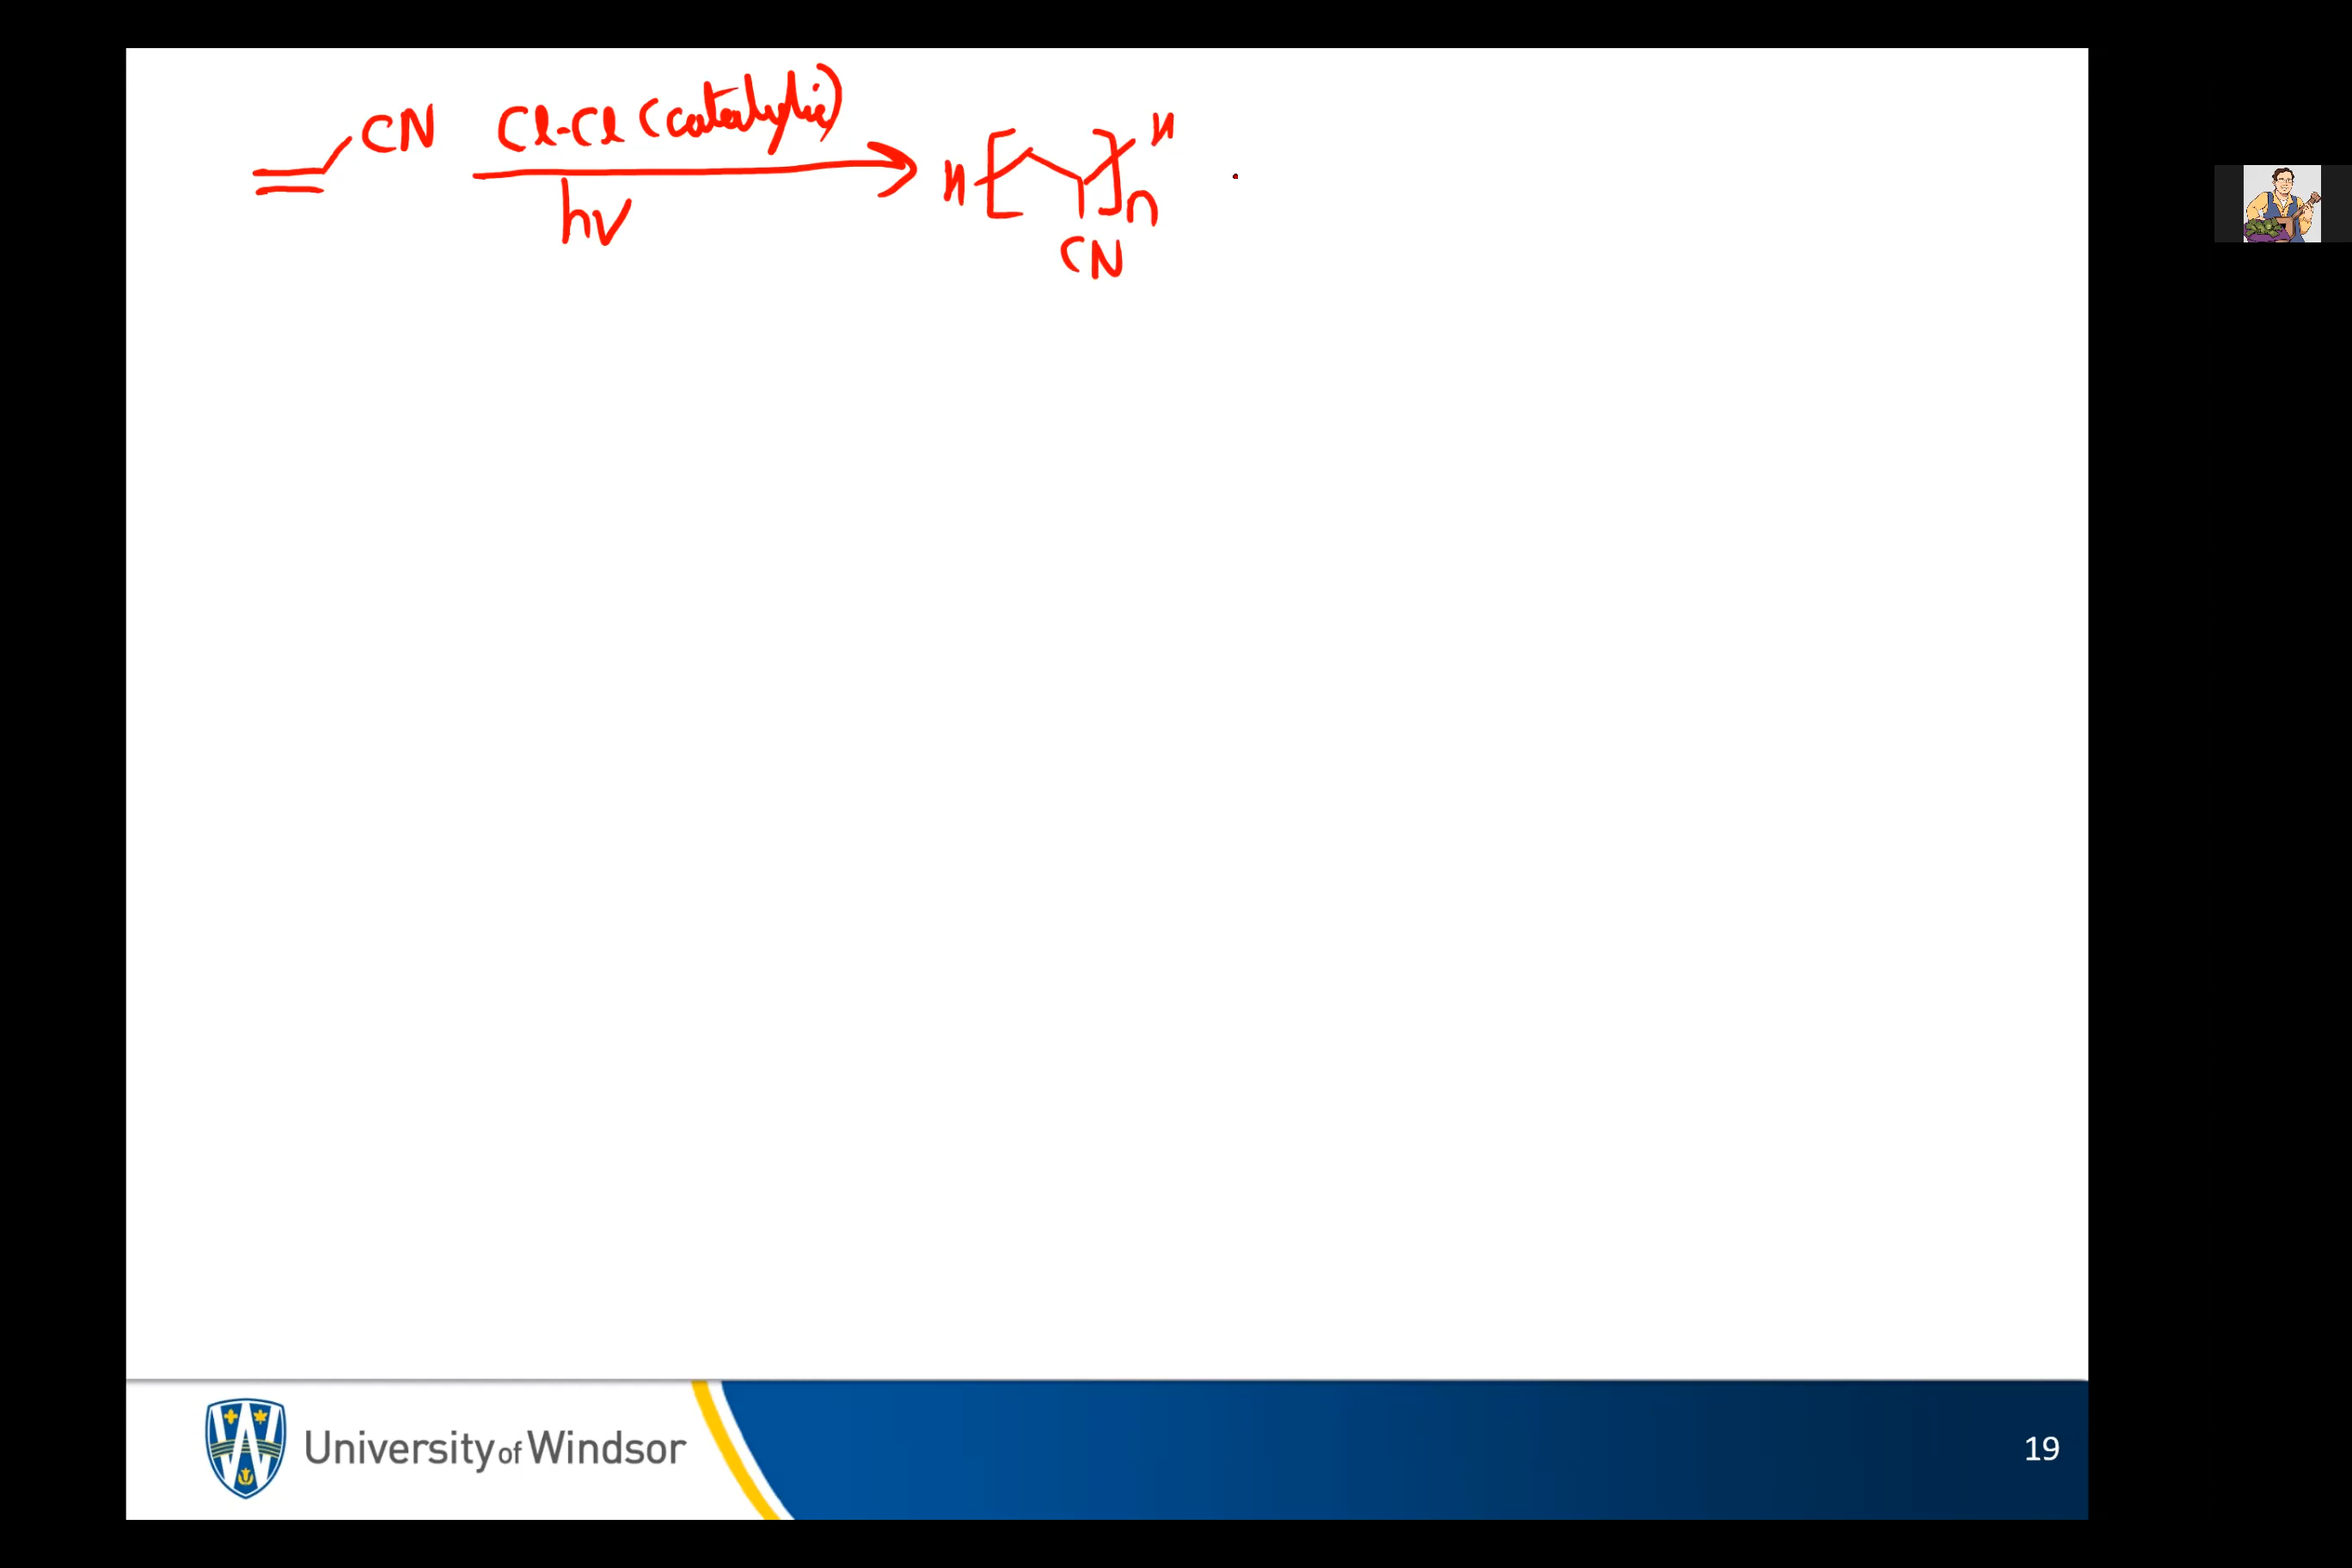 CN Cl-Cl (catalytic)
hν
H [ ]n H
CN
University of Windsor
19